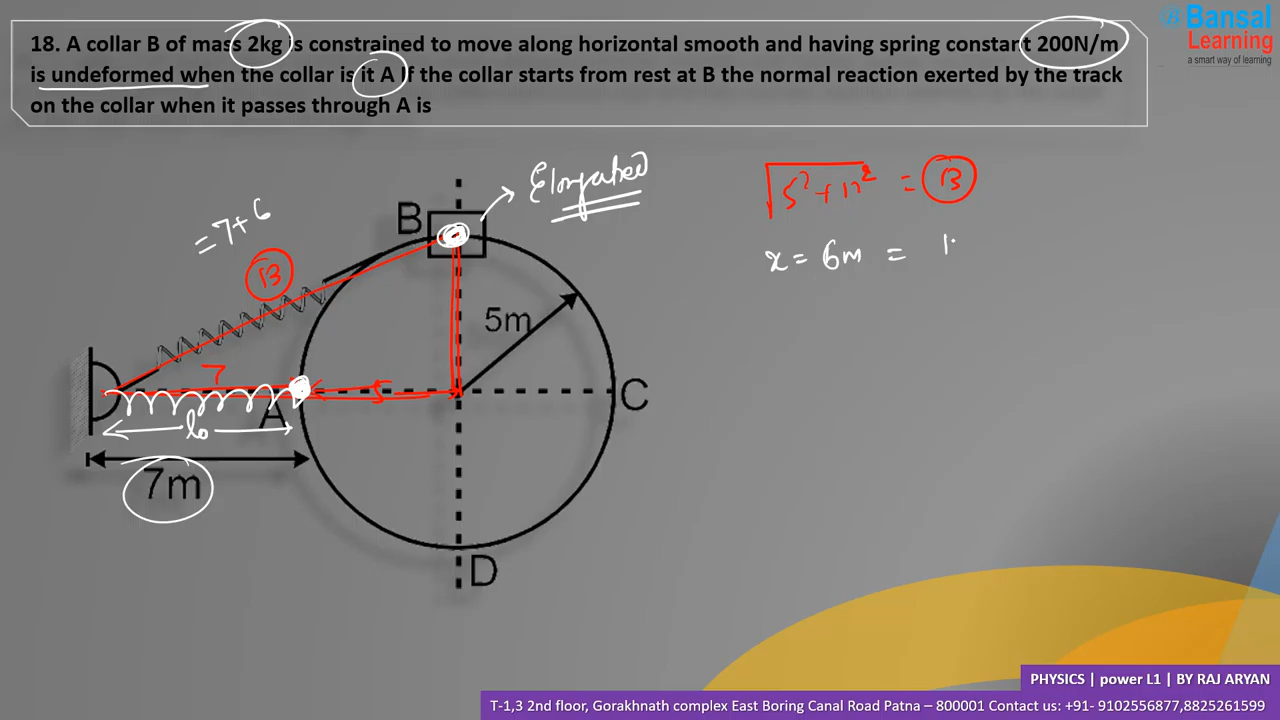 Bansal
Learning
a smart way of learning
18. A collar B of mass 2kg is constrained to move along horizontal smooth and having spring constant 200N/m
is undeformed when the collar is it A If the collar starts from rest at B the normal reaction exerted by the track
on the collar when it passes through A is
Elongated
√5²+12² = 13
x = 6m =
= 7+6
B
13
5m
7
5
A
C
l₀
7m
D
PHYSICS | power L1 | BY RAJ ARYAN
T-1,3 2nd floor, Gorakhnath complex East Boring Canal Road Patna – 800001 Contact us: +91- 9102556877,8825261599